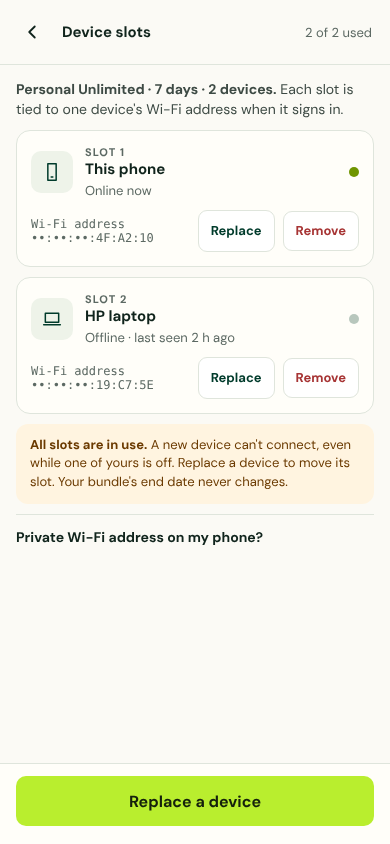 Device slots
2 of 2 used
Personal Unlimited · 7 days · 2 devices. Each slot is
tied to one device's Wi-Fi address when it signs in.
SLOT 1
This phone
Online now
Wi-Fi address
••:••:••:4F:A2:10
Replace
Remove
SLOT 2
HP laptop
Offline · last seen 2 h ago
Wi-Fi address
••:••:••:19:C7:5E
Replace
Remove
All slots are in use. A new device can't connect, even
while one of yours is off. Replace a device to move its
slot. Your bundle's end date never changes.
Private Wi-Fi address on my phone?
Replace a device